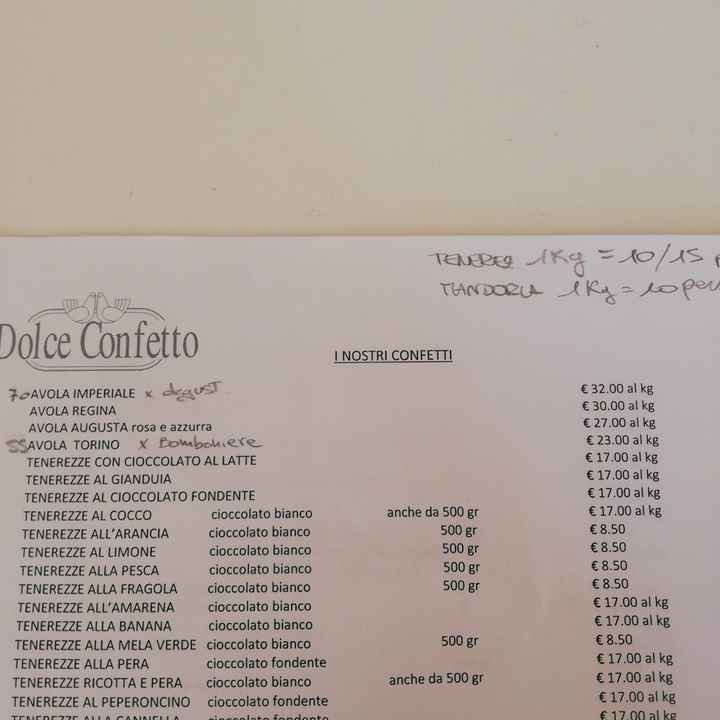 TENEREZ 1Kg = 10/15 p
MANDORLA 1Kg = 10 per
Dolce Confetto
I NOSTRI CONFETTI
70 AVOLA IMPERIALE x degust. € 32.00 al kg
AVOLA REGINA € 30.00 al kg
AVOLA AUGUSTA rosa e azzurra € 27.00 al kg
55 AVOLA TORINO x Bomboniere € 23.00 al kg
TENEREZZE CON CIOCCOLATO AL LATTE € 17.00 al kg
TENEREZZE AL GIANDUIA € 17.00 al kg
TENEREZZE AL CIOCCOLATO FONDENTE € 17.00 al kg
TENEREZZE AL COCCO cioccolato bianco anche da 500 gr € 17.00 al kg
TENEREZZE ALL'ARANCIA cioccolato bianco 500 gr € 8.50
TENEREZZE AL LIMONE cioccolato bianco 500 gr € 8.50
TENEREZZE ALLA PESCA cioccolato bianco 500 gr € 8.50
TENEREZZE ALLA FRAGOLA cioccolato bianco 500 gr € 8.50
TENEREZZE ALL'AMARENA cioccolato bianco € 17.00 al kg
TENEREZZE ALLA BANANA cioccolato bianco € 17.00 al kg
TENEREZZE ALLA MELA VERDE cioccolato bianco 500 gr € 8.50
TENEREZZE ALLA PERA cioccolato fondente € 17.00 al kg
TENEREZZE RICOTTA E PERA cioccolato bianco anche da 500 gr € 17.00 al kg
TENEREZZE AL PEPERONCINO cioccolato fondente € 17.00 al kg
TENEREZZE ALLA CANNELLA cioccolato fondente € 17.00 al kg